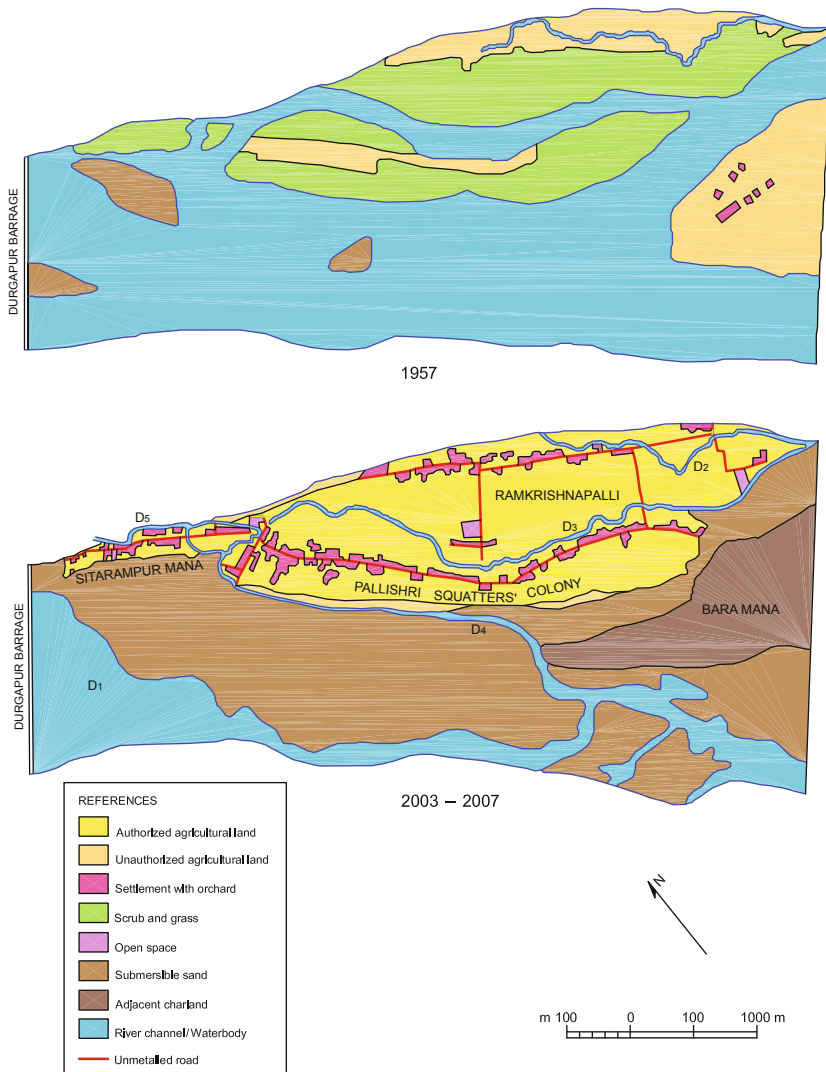 DURGAPUR BARRAGE
1957
D5
D2
RAMKRISHNAPALLI
D3
SITARAMPUR MANA
PALLISHRI SQUATTERS' COLONY
BARA MANA
D4
D1
DURGAPUR BARRAGE
2003 – 2007
REFERENCES
Authorized agricultural land
Unauthorized agricultural land
Settlement with orchard
Scrub and grass
Open space
Submersible sand
Adjacent charland
River channel/Waterbody
Unmetalled road
N
m 100 0 100 1000 m